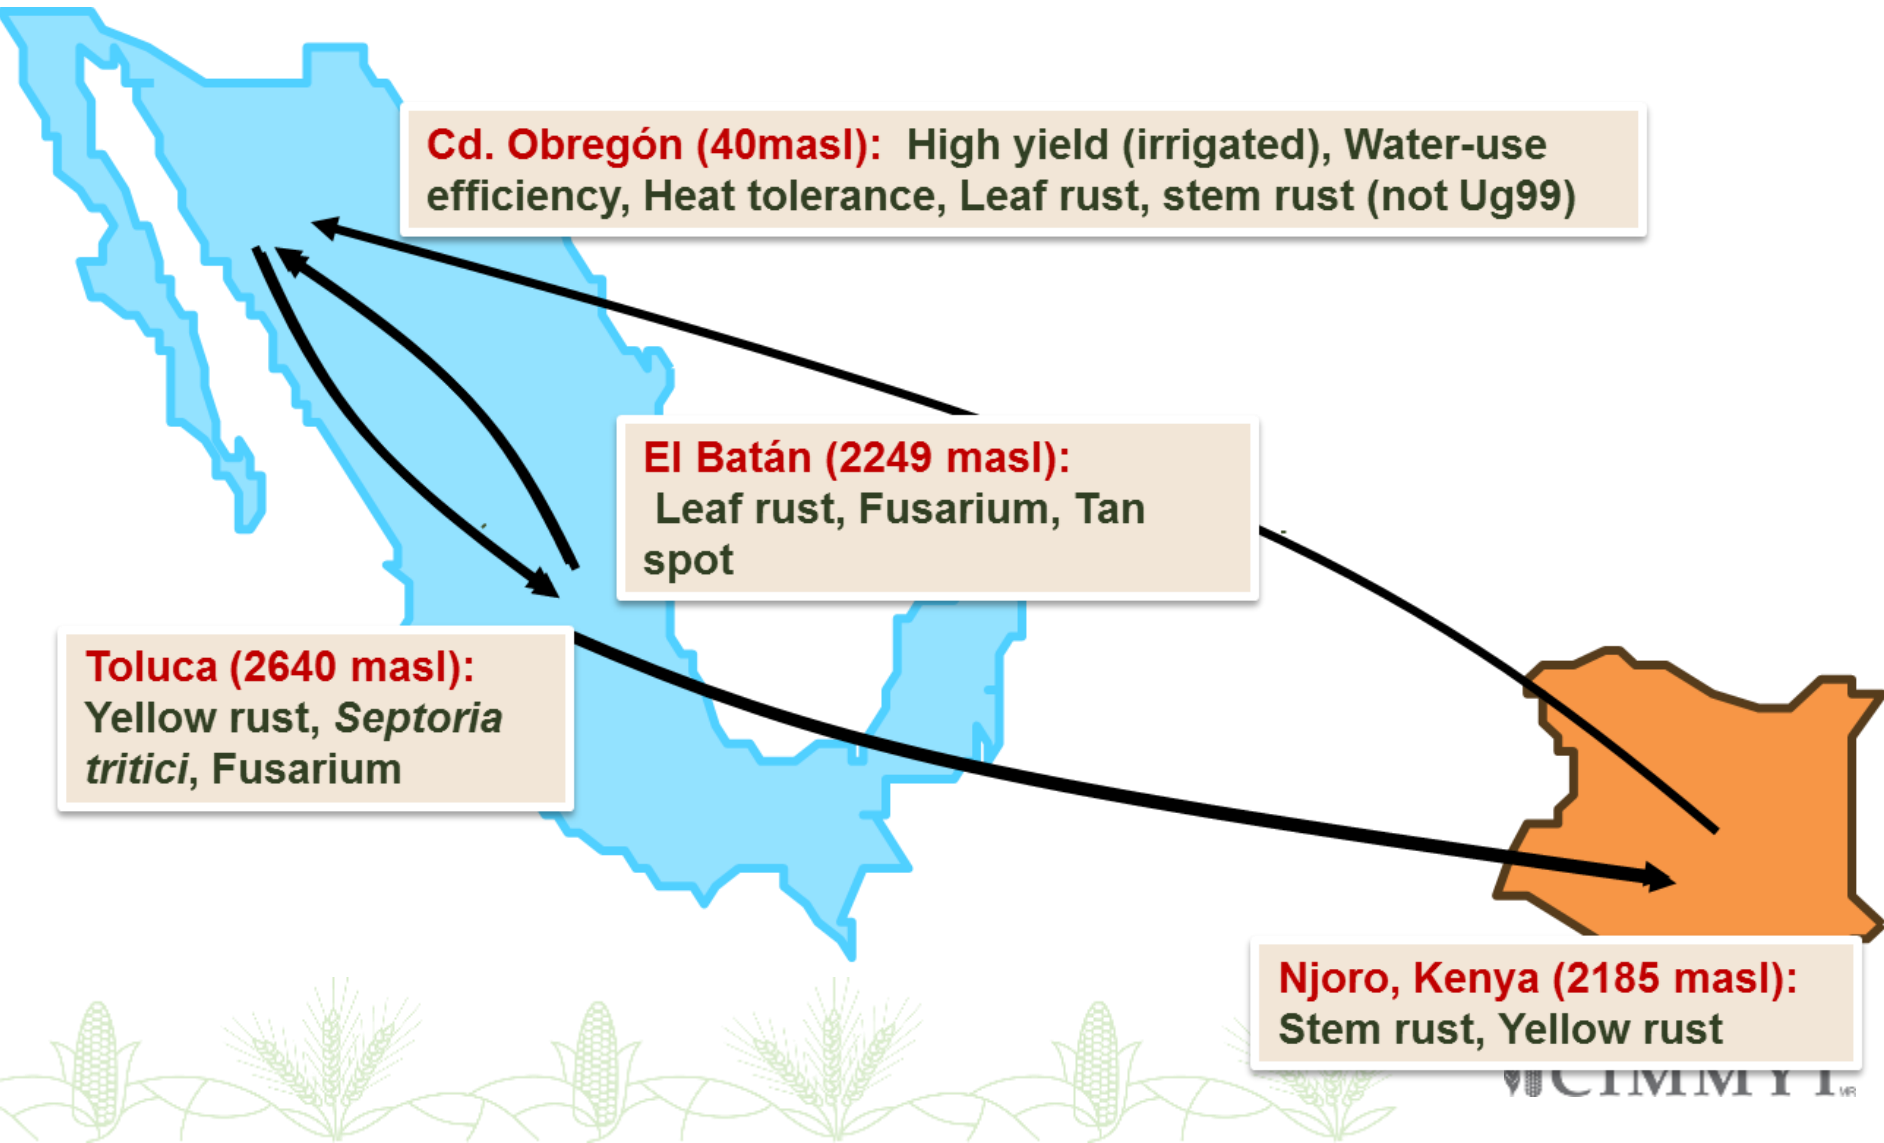 Cd. Obregón (40masl): High yield (irrigated), Water-use
efficiency, Heat tolerance, Leaf rust, stem rust (not Ug99)
El Batán (2249 masl):
Leaf rust, Fusarium, Tan
spot
Toluca (2640 masl):
Yellow rust, Septoria
tritici, Fusarium
Njoro, Kenya (2185 masl):
Stem rust, Yellow rust
CIMMYT
MR